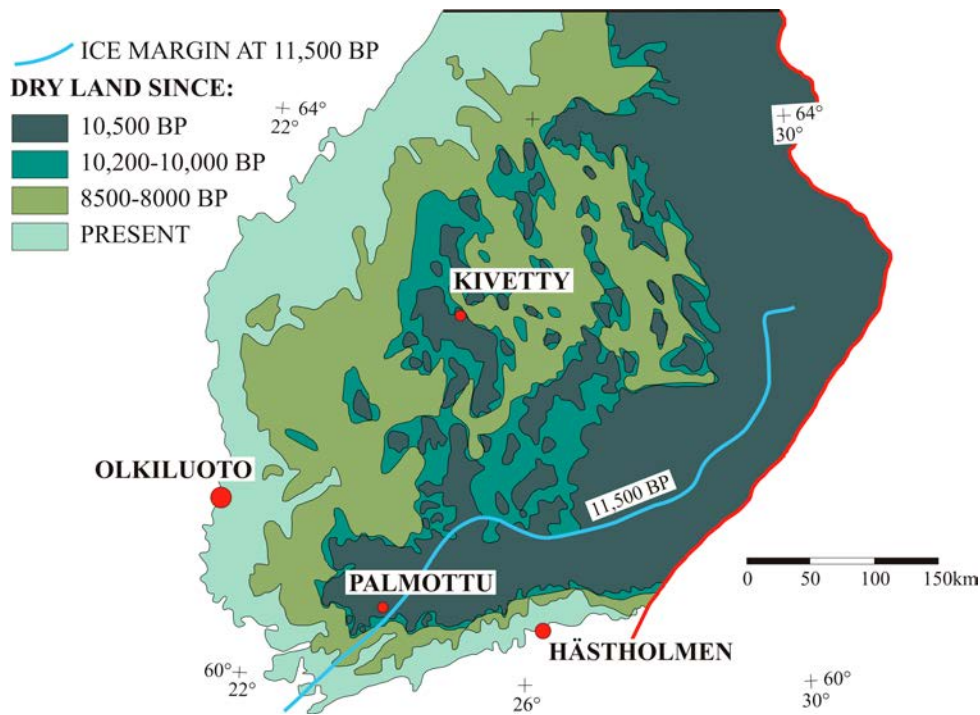 ICE MARGIN AT 11,500 BP
DRY LAND SINCE:
10,500 BP
10,200-10,000 BP
8500-8000 BP
PRESENT
64°
22°
64°
30°
KIVETTY
OLKILUOTO
11,500 BP
PALMOTTU
0 50 100 150km
HÄSTHOLMEN
60°
22°
26°
60°
30°